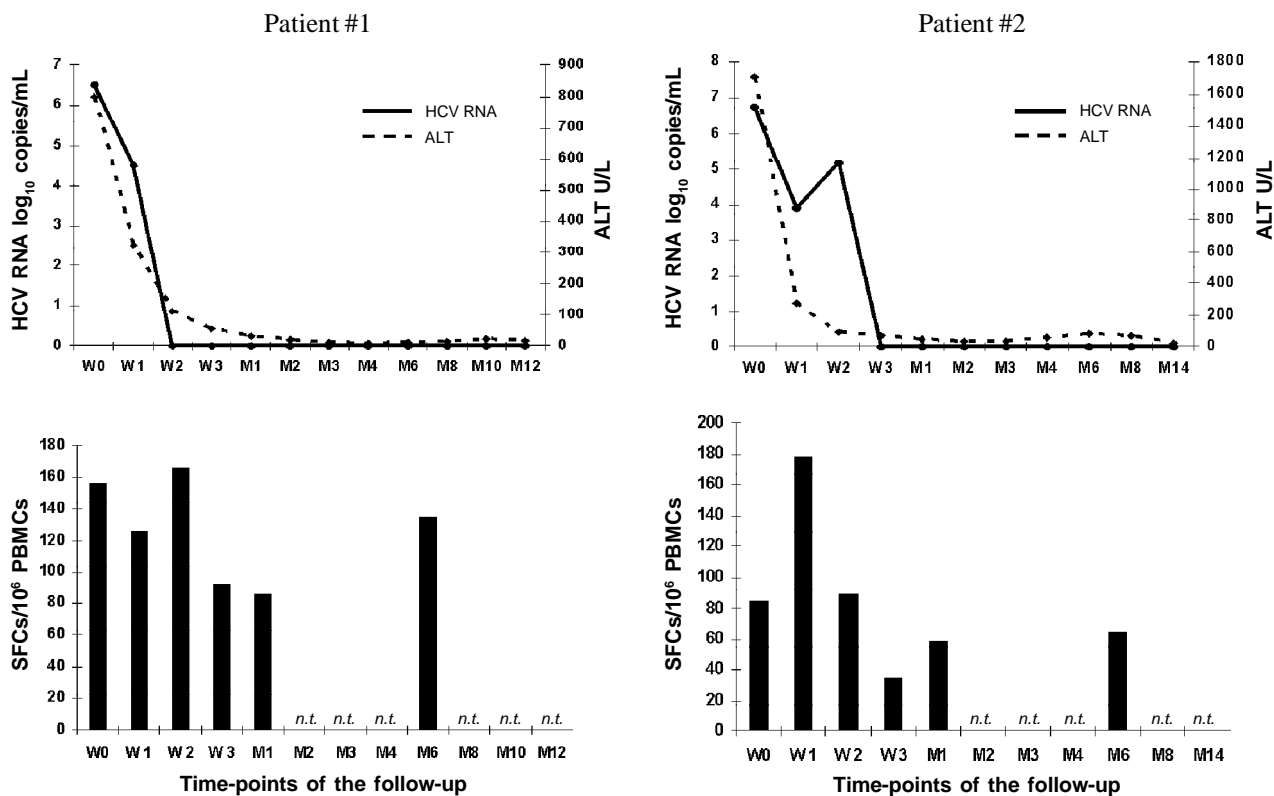 Patient #1
HCV RNA log10 copies/mL
7
6
5
4
3
2
1
0
900
800
700
600
500
400
300
200
100
0
ALT U/L
HCV RNA
ALT
W0 W1 W2 W3 M1 M2 M3 M4 M6 M8 M10 M12
Patient #2
HCV RNA log10 copies/mL
8
7
6
5
4
3
2
1
0
1800
1600
1400
1200
1000
800
600
400
200
0
ALT U/L
HCV RNA
ALT
W0 W1 W2 W3 M1 M2 M3 M4 M6 M8 M14
SFCs/10⁶ PBMCs
180
160
140
120
100
80
60
40
20
0
n.t. n.t. n.t. n.t. n.t. n.t.
W0 W1 W2 W3 M1 M2 M3 M4 M6 M8 M10 M12
Time-points of the follow-up
SFCs/10⁶ PBMCs
200
180
160
140
120
100
80
60
40
20
0
n.t. n.t. n.t. n.t. n.t.
W0 W1 W2 W3 M1 M2 M3 M4 M6 M8 M14
Time-points of the follow-up